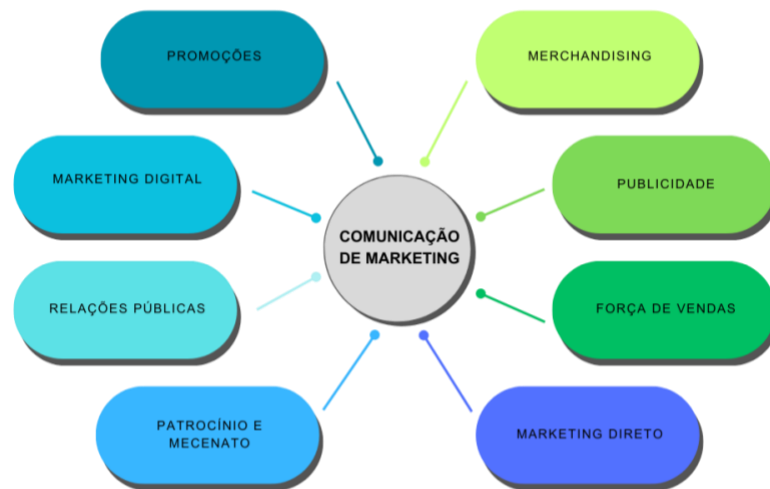 PROMOÇÕES
MERCHANDISING
MARKETING DIGITAL
PUBLICIDADE
COMUNICAÇÃO
DE MARKETING
RELAÇÕES PÚBLICAS
FORÇA DE VENDAS
PATROCÍNIO E
MECENATO
MARKETING DIRETO